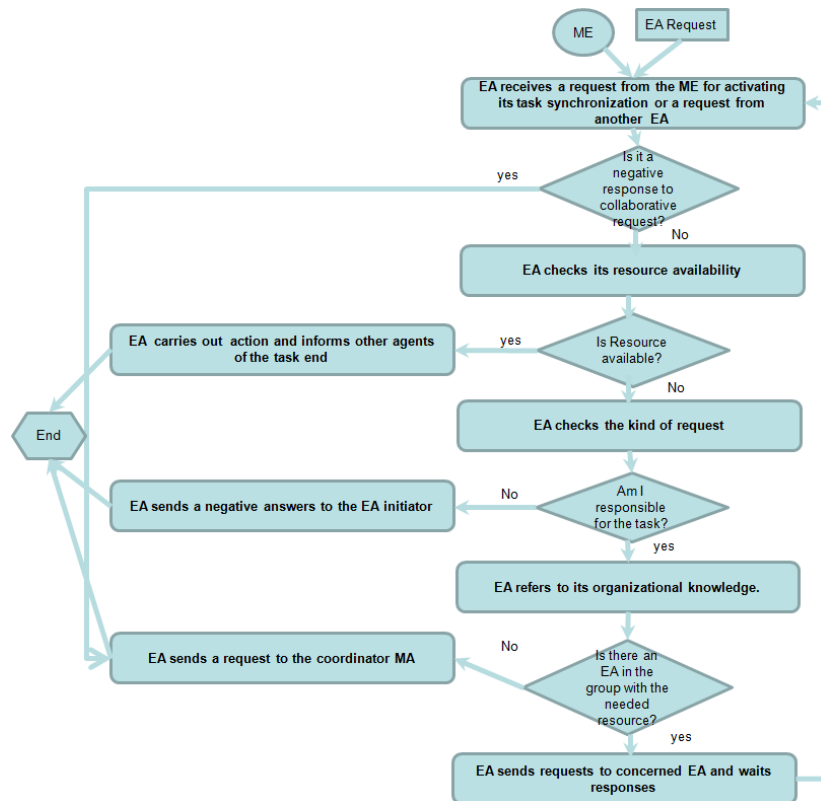 ME
EA Request
EA receives a request from the ME for activating
its task synchronization or a request from
another EA
Is it a
negative
response to
collaborative
request?
yes
No
EA checks its resource availability
EA carries out action and informs other agents
of the task end
yes
Is Resource
available?
No
End
EA checks the kind of request
EA sends a negative answers to the EA initiator
No
Am I
responsible
for the task?
yes
EA refers to its organizational knowledge.
EA sends a request to the coordinator MA
No
Is there an
EA in the
group with the
needed
resource?
yes
EA sends requests to concerned EA and waits
responses